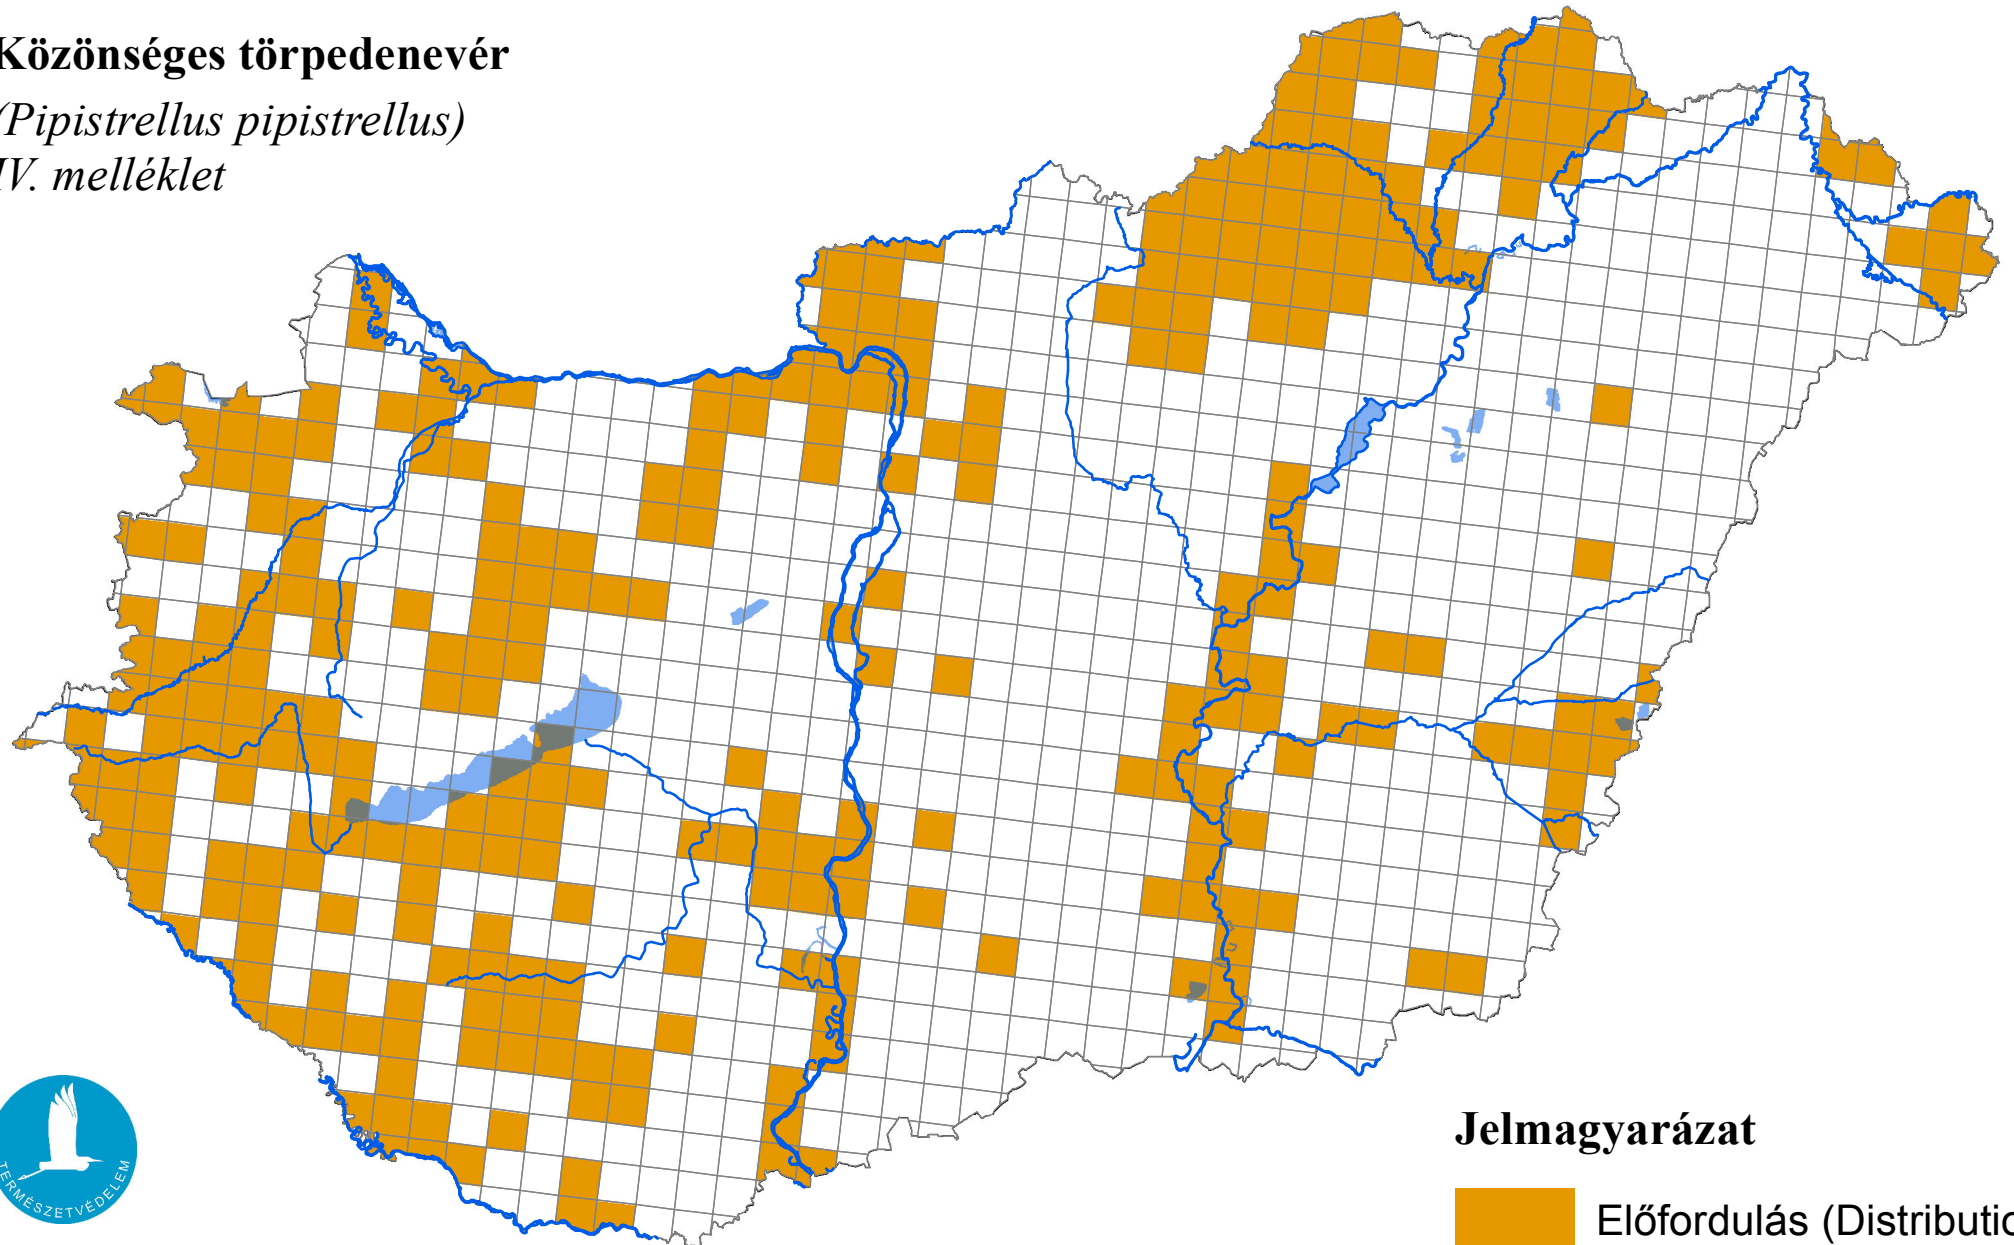 Közönséges törpedenevér
(Pipistrellus pipistrellus)
IV. melléklet
TERMÉSZETVÉDELEM
Jelmagyarázat
Előfordulás (Distributio